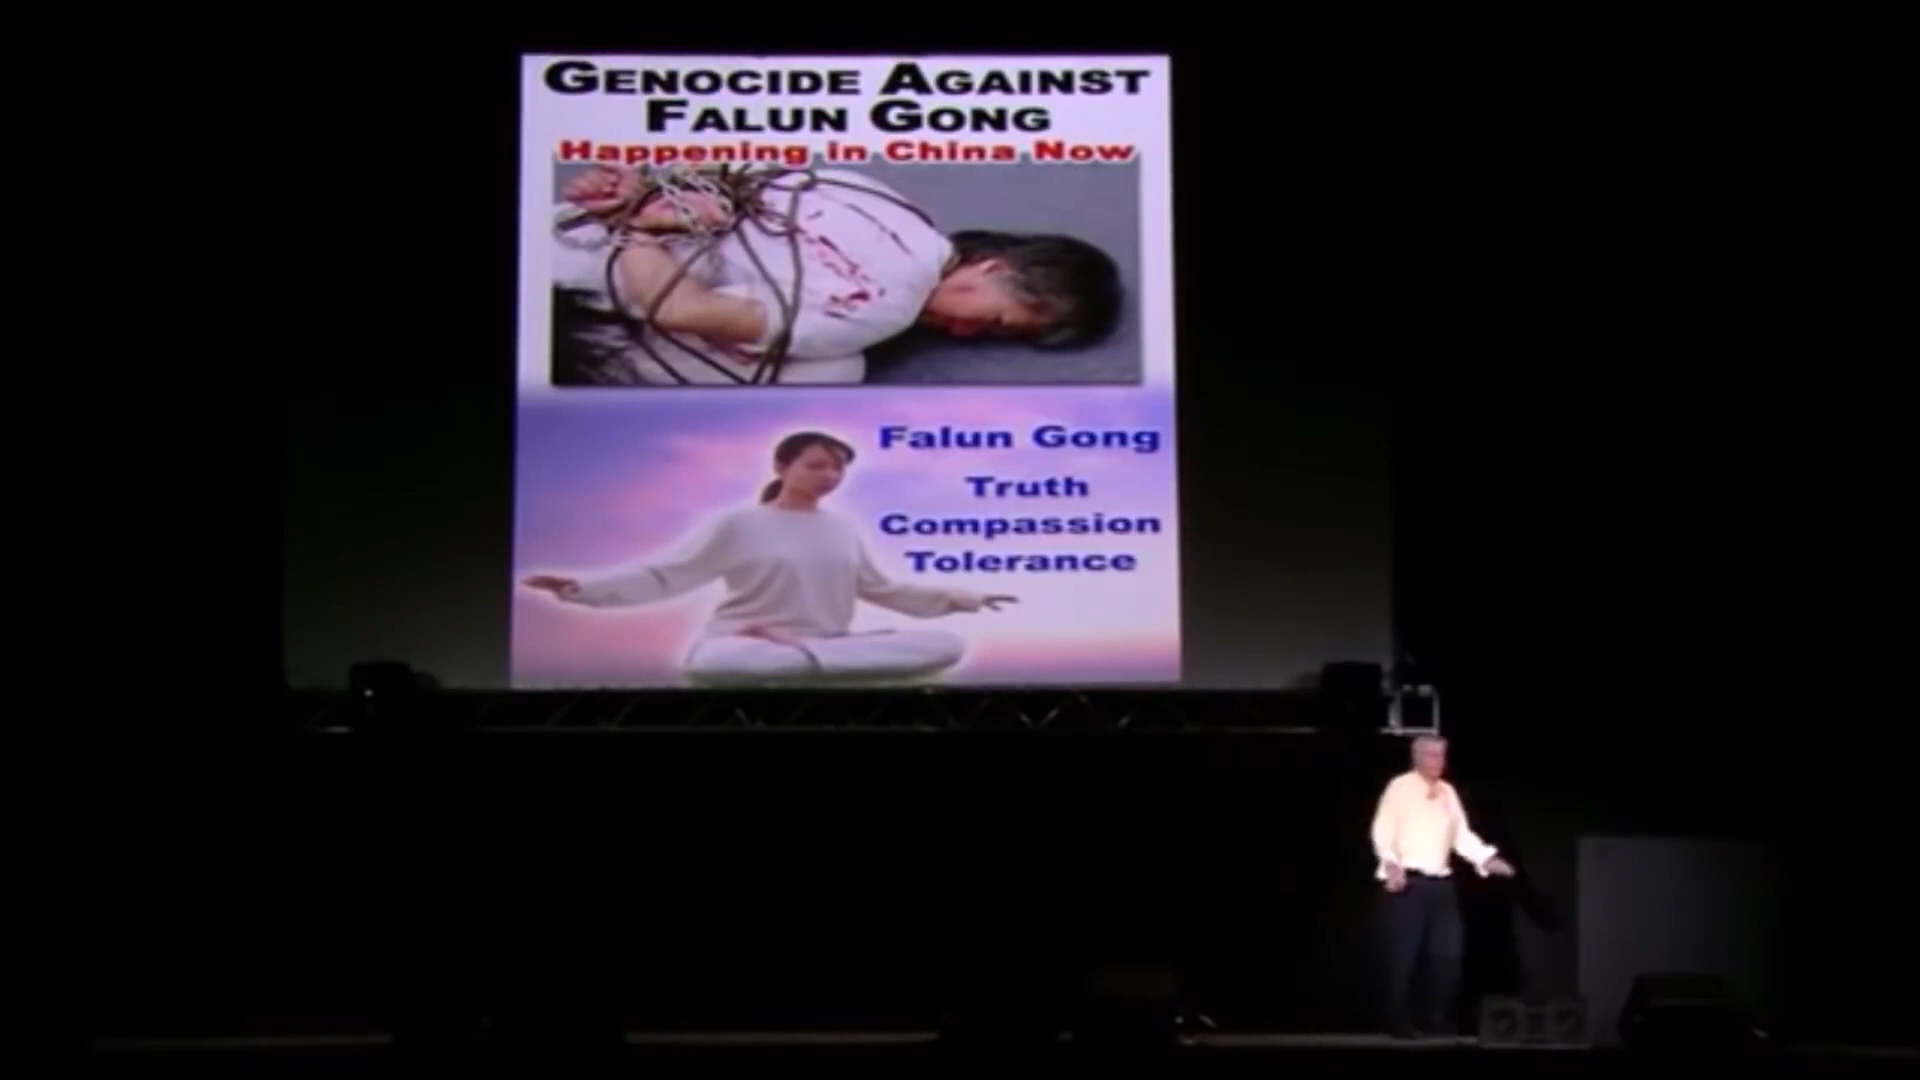 GENOCIDE AGAINST
FALUN GONG
Happening in China Now
Falun Gong
Truth
Compassion
Tolerance